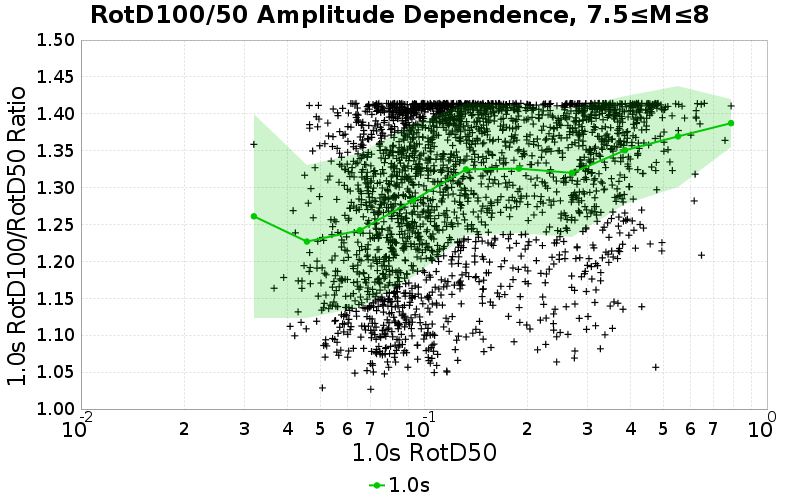 RotD100/50 Amplitude Dependence, 7.5≤M≤8
1.50
1.45
1.40
1.35
1.30
1.25
1.20
1.15
1.10
1.05
1.00
1.0s RotD100/RotD50 Ratio
10-2 2 3 4 5 6 7 10-1 2 3 4 5 6 7 100
1.0s RotD50
1.0s